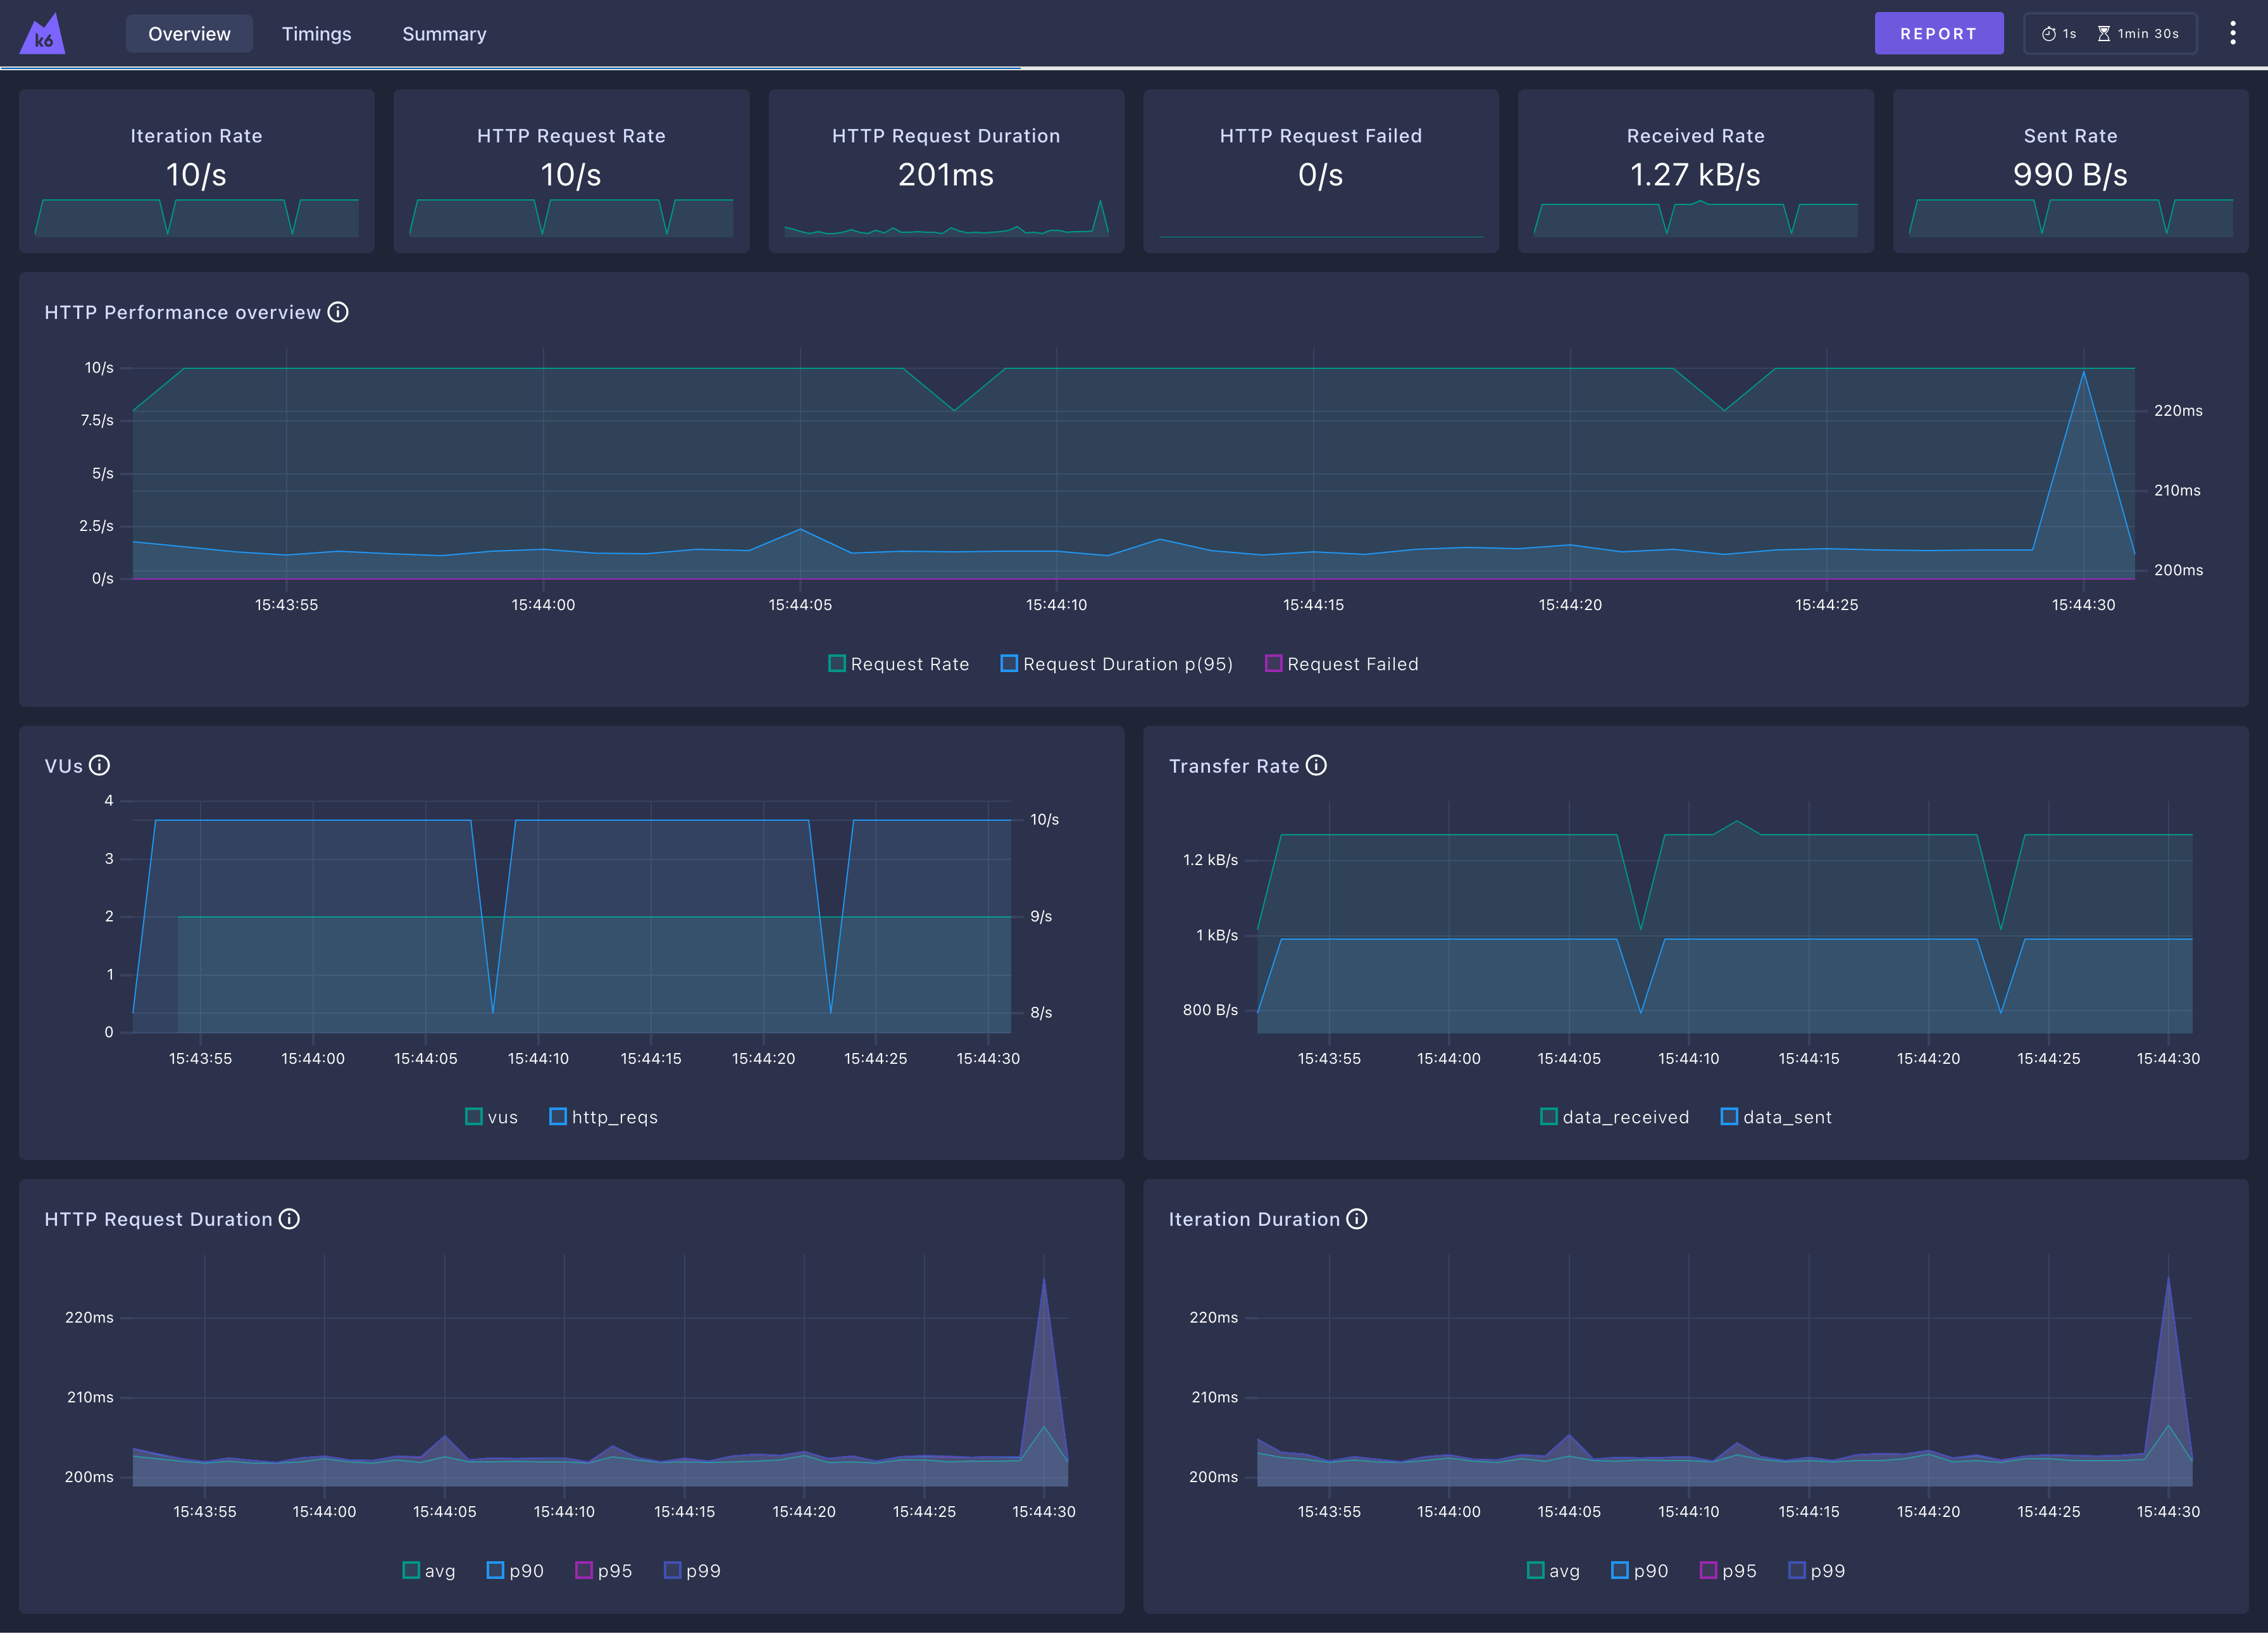 k6 Overview Timings Summary REPORT 1s 1min 30s
Iteration Rate
10/s
HTTP Request Rate
10/s
HTTP Request Duration
201ms
HTTP Request Failed
0/s
Received Rate
1.27 kB/s
Sent Rate
990 B/s
HTTP Performance overview
10/s
7.5/s
5/s
2.5/s
0/s
220ms
210ms
200ms
15:43:55 15:44:00 15:44:05 15:44:10 15:44:15 15:44:20 15:44:25 15:44:30
Request Rate Request Duration p(95) Request Failed
VUs
4
3
2
1
0
10/s
9/s
8/s
15:43:55 15:44:00 15:44:05 15:44:10 15:44:15 15:44:20 15:44:25 15:44:30
vus http_reqs
Transfer Rate
1.2 kB/s
1 kB/s
800 B/s
15:43:55 15:44:00 15:44:05 15:44:10 15:44:15 15:44:20 15:44:25 15:44:30
data_received data_sent
HTTP Request Duration
220ms
210ms
200ms
15:43:55 15:44:00 15:44:05 15:44:10 15:44:15 15:44:20 15:44:25 15:44:30
avg p90 p95 p99
Iteration Duration
220ms
210ms
200ms
15:43:55 15:44:00 15:44:05 15:44:10 15:44:15 15:44:20 15:44:25 15:44:30
avg p90 p95 p99